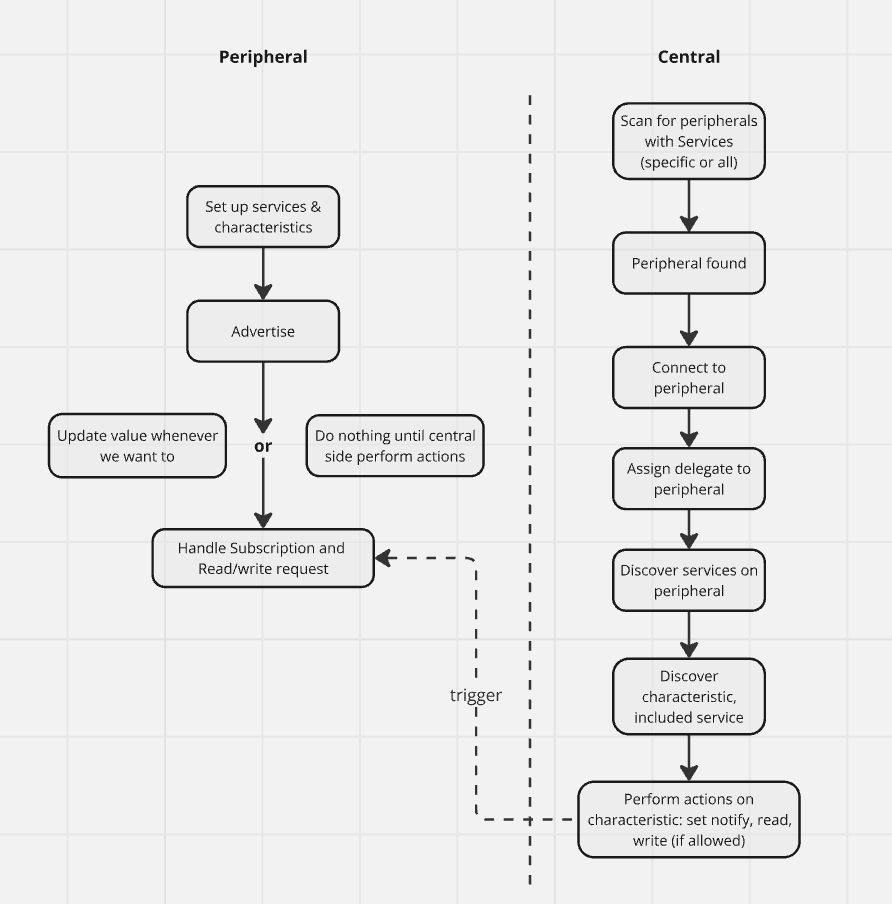 Peripheral
Central
Set up services &
characteristics
Advertise
Update value whenever
we want to
or
Do nothing until central
side perform actions
Handle Subscription and
Read/write request
trigger
Scan for peripherals
with Services
(specific or all)
Peripheral found
Connect to
peripheral
Assign delegate to
peripheral
Discover services on
peripheral
Discover
characteristic,
included service
Perform actions on
characteristic: set notify, read,
write (if allowed)